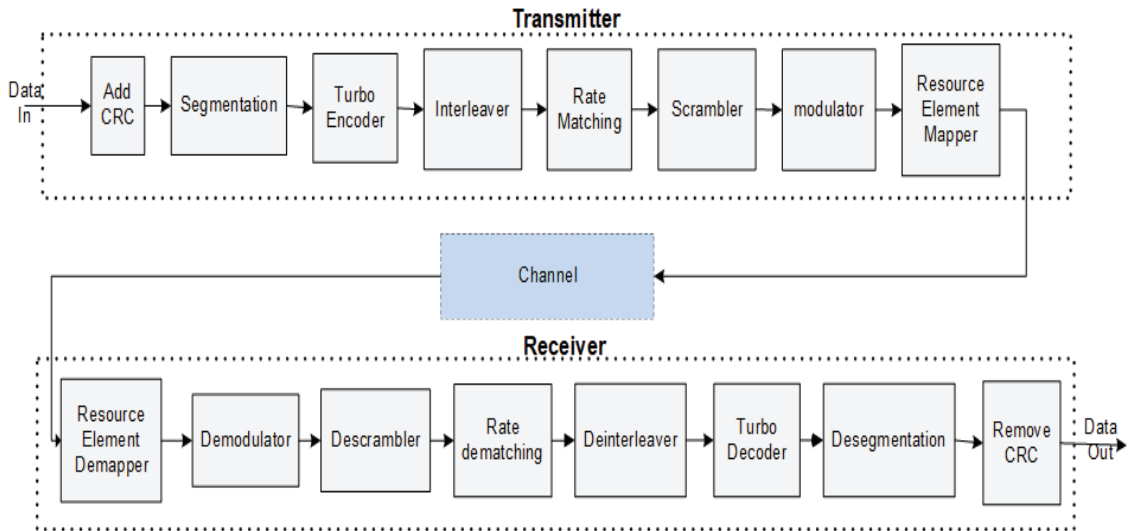 Transmitter
Data
In
Add
CRC
Segmentation
Turbo
Encoder
Interleaver
Rate
Matching
Scrambler
modulator
Resource
Element
Mapper
Channel
Receiver
Resource
Element
Demapper
Demodulator
Descrambler
Rate
dematching
Deinterleaver
Turbo
Decoder
Desegmentation
Remove
CRC
Data
Out